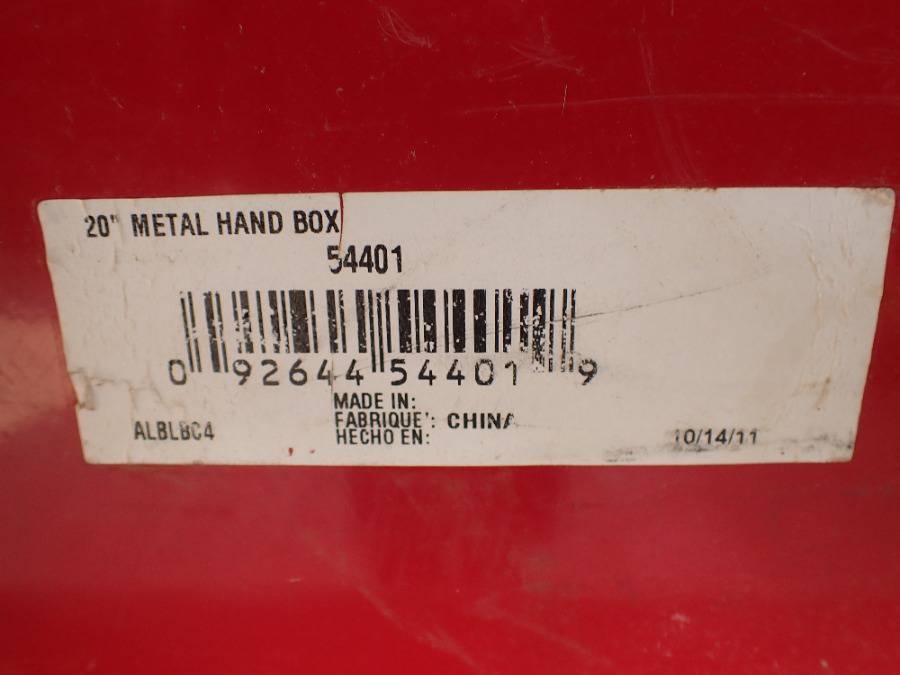 20" METAL HAND BOX
54401
0 92644 54401 9
MADE IN:
FABRIQUE': CHINA
HECHO EN:
ALBLBC4
10/14/11